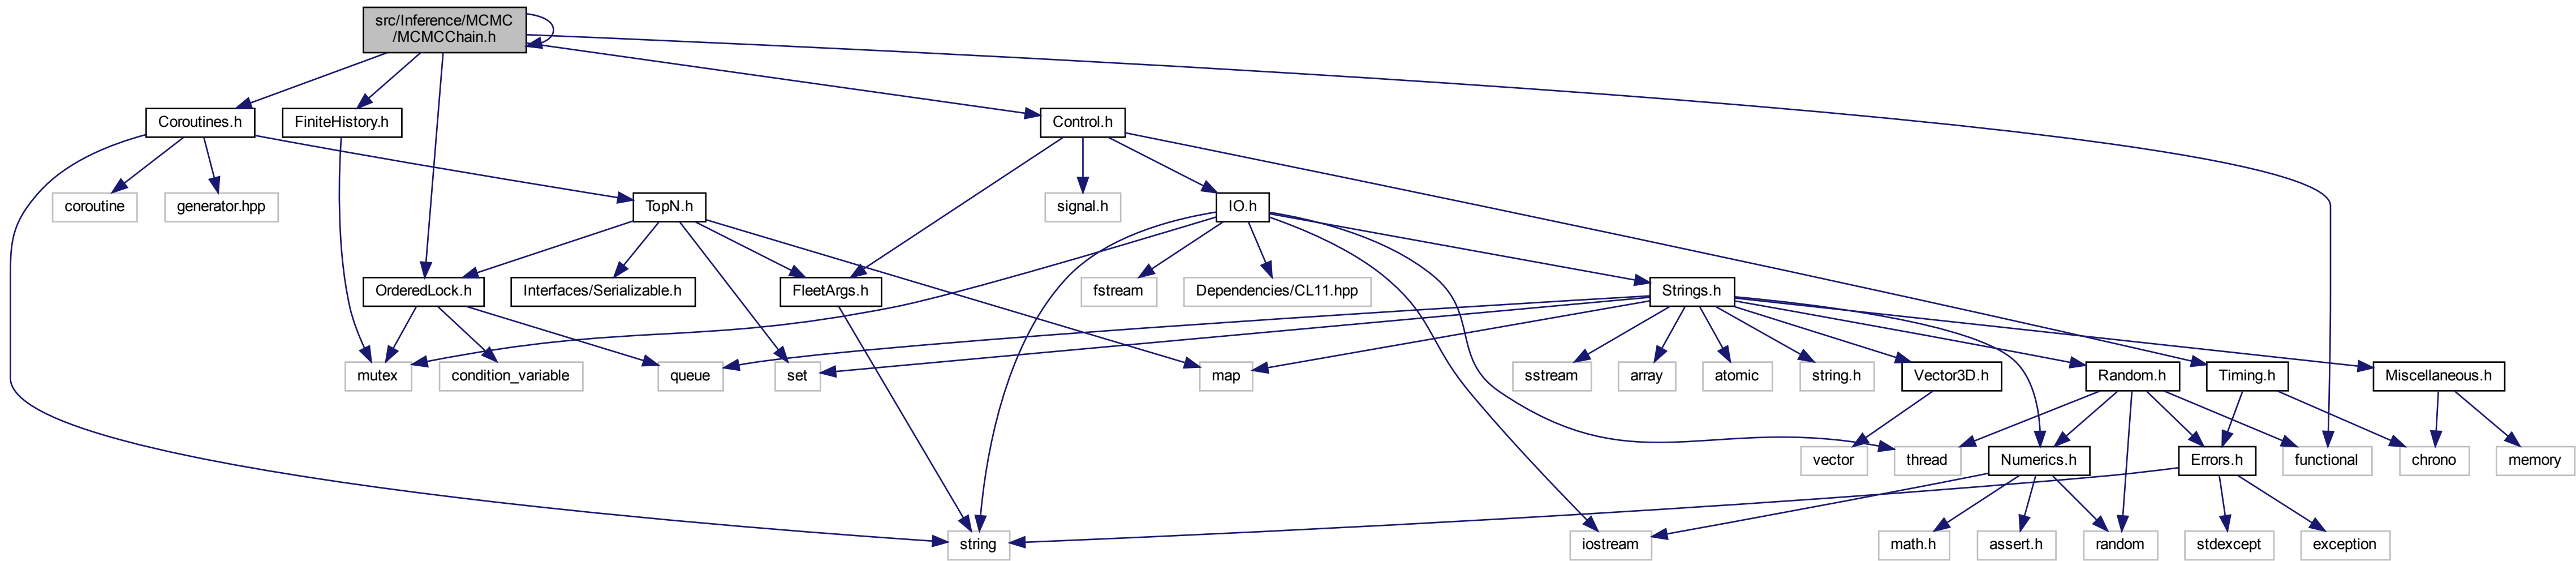 src/Inference/MCMC
/MCMCChain.h
Coroutines.h
FiniteHistory.h
Control.h
coroutine
generator.hpp
TopN.h
signal.h
IO.h
OrderedLock.h
Interfaces/Serializable.h
FleetArgs.h
fstream
Dependencies/CL11.hpp
Strings.h
mutex
condition_variable
queue
set
map
sstream
array
atomic
string.h
Vector3D.h
Random.h
Timing.h
Miscellaneous.h
vector
thread
Numerics.h
Errors.h
functional
chrono
memory
string
iostream
math.h
assert.h
random
stdexcept
exception